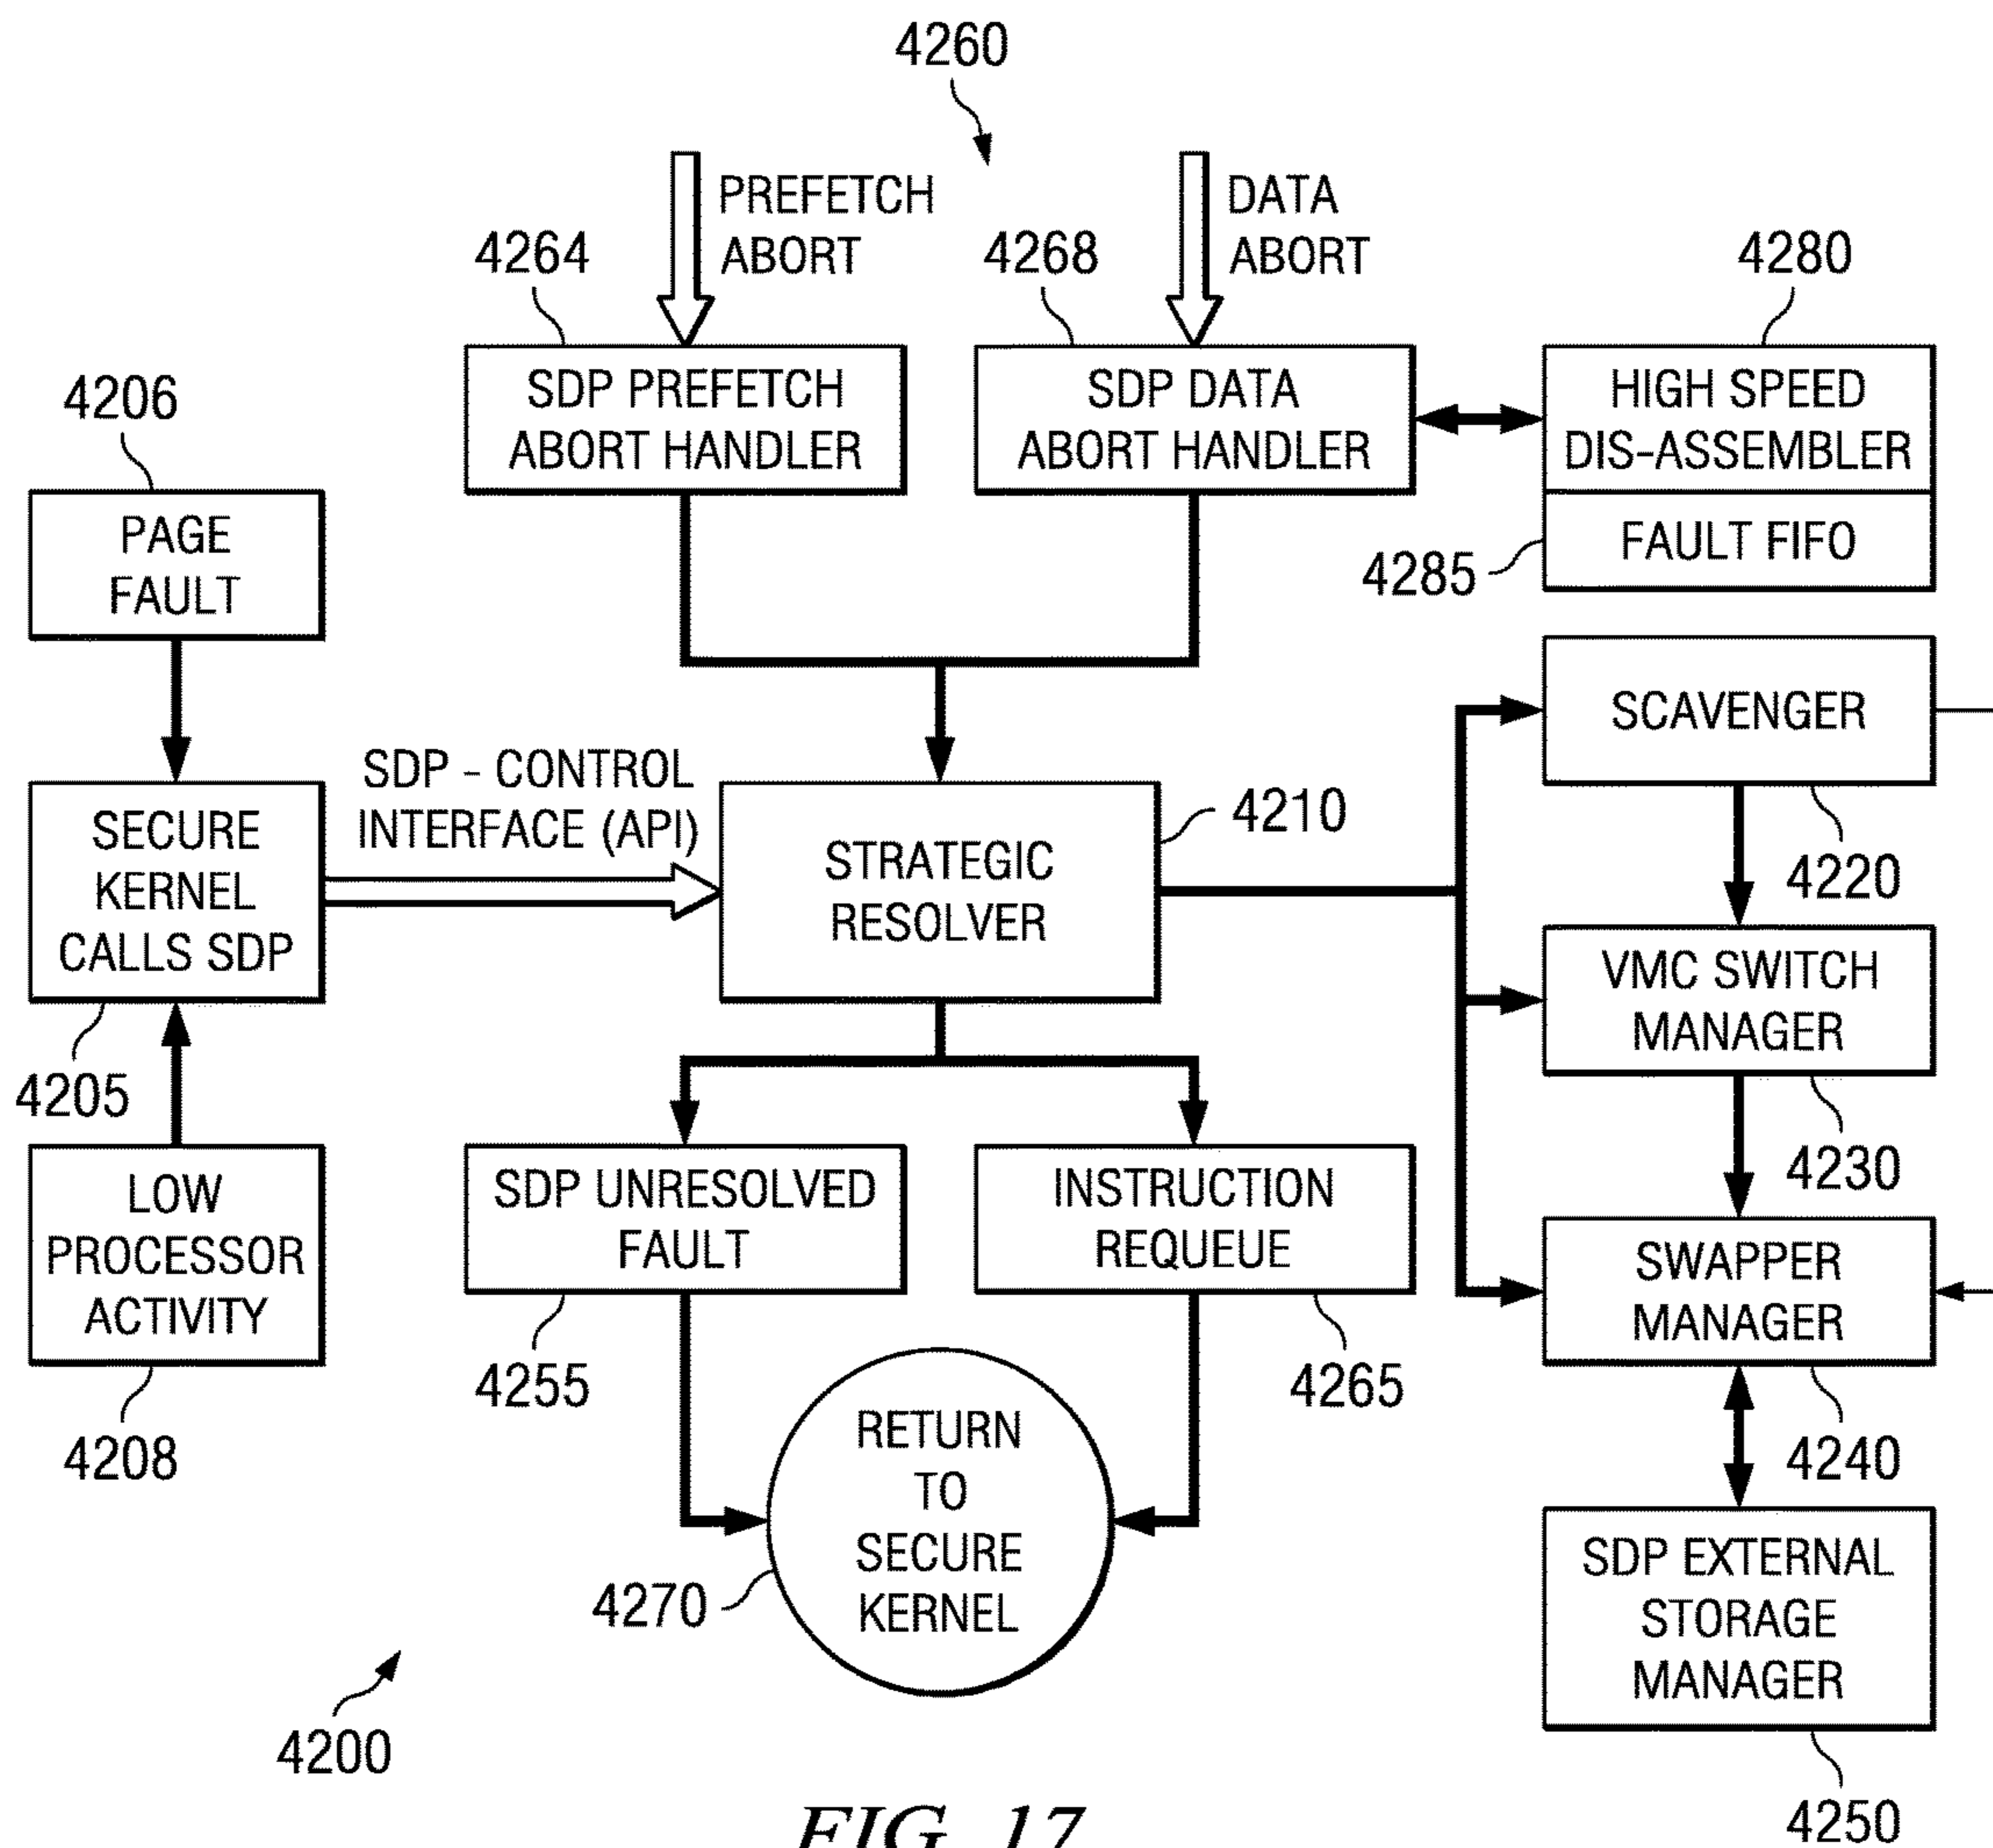 4260
PREFETCH
ABORT
DATA
ABORT
4264
4268
4280
SDP PREFETCH
ABORT HANDLER
SDP DATA
ABORT HANDLER
HIGH SPEED
DIS-ASSEMBLER
4206
PAGE
FAULT
FAULT FIFO
4285
SCAVENGER
SDP - CONTROL
INTERFACE (API)
4210
SECURE
KERNEL
CALLS SDP
STRATEGIC
RESOLVER
4220
VMC SWITCH
MANAGER
4205
4230
LOW
PROCESSOR
ACTIVITY
SDP UNRESOLVED
FAULT
INSTRUCTION
REQUEUE
SWAPPER
MANAGER
4255
4265
4208
4240
RETURN
TO
SECURE
KERNEL
4270
SDP EXTERNAL
STORAGE
MANAGER
4200
4250
FIG. 17